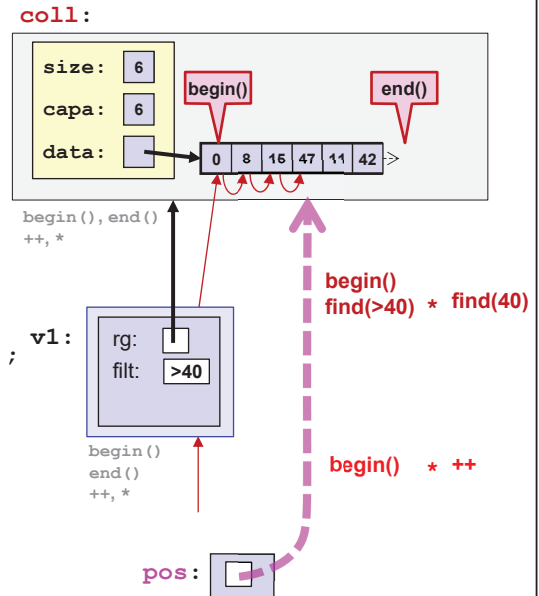 coll:
size: 6
begin()
end()
capa: 6
data:
0 8 15 47 11 42
begin(), end()
++, *
begin()
find(>40) * find(40)
v1:
;
rg:
filt: >40
begin()
end()
++, *
begin() * ++
pos: